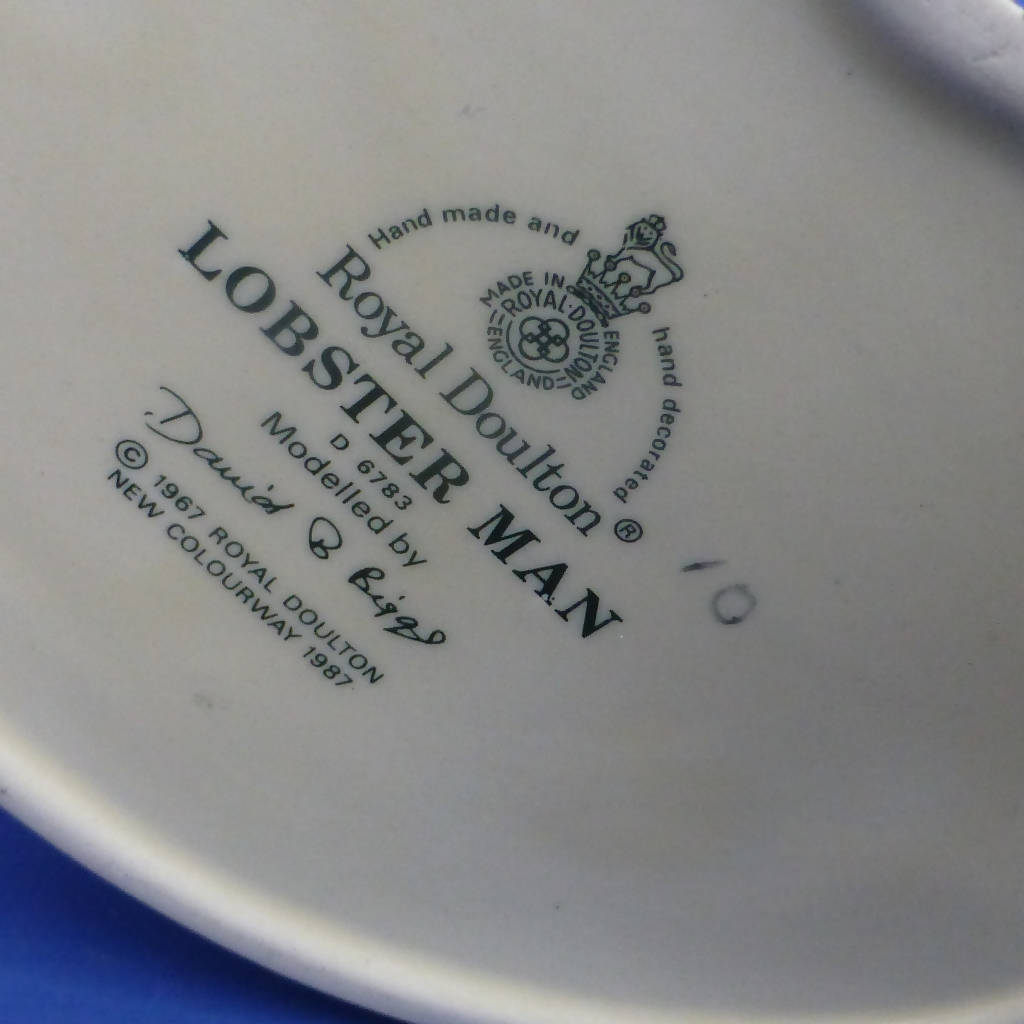 Hand made and hand decorated
MADE IN ENGLAND
ROYAL·DOULTON
ENGLAND
Royal Doulton ®
LOBSTER MAN
D 6783
Modelled by
David B Biggs
© 1967 ROYAL DOULTON
NEW COLOURWAY 1987
10